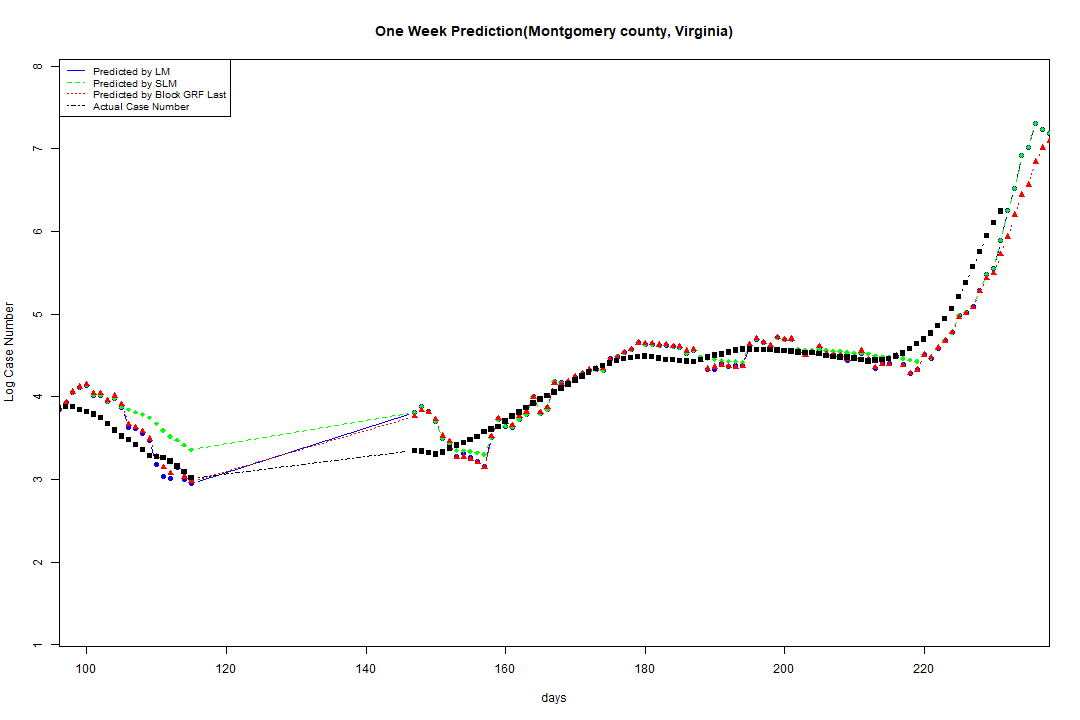 One Week Prediction(Montgomery county, Virginia)
Predicted by LM
Predicted by SLM
Predicted by Block GRF Last
Actual Case Number
8
7
6
5
4
3
2
1
Log Case Number
100 120 140 160 180 200 220
days